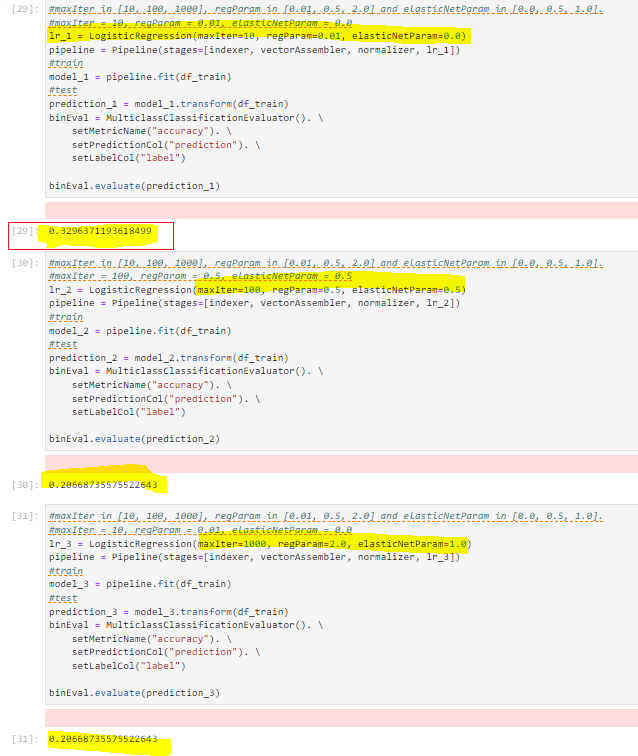 [29]: #maxIter in [10, 100, 1000], regParam in [0.01, 0.5, 2.0] and elasticNetParam in [0.0, 0.5, 1.0].
#maxIter = 10, regParam = 0.01, elasticNetParam = 0.0
lr_1 = LogisticRegression(maxIter=10, regParam=0.01, elasticNetParam=0.0)
pipeline = Pipeline(stages=[indexer, vectorAssembler, normalizer, lr_1])
#train
model_1 = pipeline.fit(df_train)
#test
prediction_1 = model_1.transform(df_train)
binEval = MulticlassClassificationEvaluator(). \
    setMetricName("accuracy"). \
    setPredictionCol("prediction"). \
    setLabelCol("label")

binEval.evaluate(prediction_1)
[29]: 0.3296371193618499
[30]: #maxIter in [10, 100, 1000], regParam in [0.01, 0.5, 2.0] and elasticNetParam in [0.0, 0.5, 1.0].
#maxIter = 100, regParam = 0.5, elasticNetParam = 0.5
lr_2 = LogisticRegression(maxIter=100, regParam=0.5, elasticNetParam=0.5)
pipeline = Pipeline(stages=[indexer, vectorAssembler, normalizer, lr_2])
#train
model_2 = pipeline.fit(df_train)
#test
prediction_2 = model_2.transform(df_train)
binEval = MulticlassClassificationEvaluator(). \
    setMetricName("accuracy"). \
    setPredictionCol("prediction"). \
    setLabelCol("label")

binEval.evaluate(prediction_2)
[30]: 0.20668735575522643
[31]: #maxIter in [10, 100, 1000], regParam in [0.01, 0.5, 2.0] and elasticNetParam in [0.0, 0.5, 1.0].
#maxIter = 10, regParam = 0.01, elasticNetParam = 0.0
lr_3 = LogisticRegression(maxIter=1000, regParam=2.0, elasticNetParam=1.0)
pipeline = Pipeline(stages=[indexer, vectorAssembler, normalizer, lr_3])
#train
model_3 = pipeline.fit(df_train)
#test
prediction_3 = model_3.transform(df_train)
binEval = MulticlassClassificationEvaluator(). \
    setMetricName("accuracy"). \
    setPredictionCol("prediction"). \
    setLabelCol("label")

binEval.evaluate(prediction_3)
[31]: 0.20668735575522643